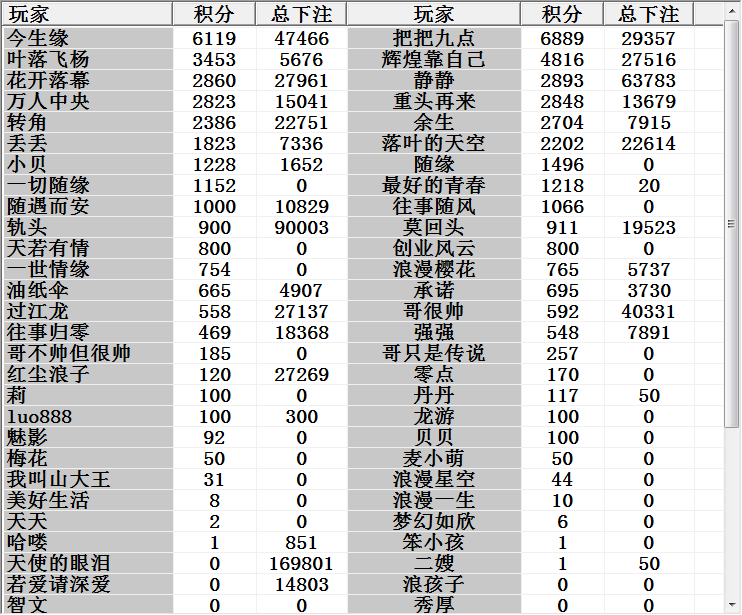 玩家 积分 总下注 玩家 积分 总下注
今生缘 6119 47466 把把九点 6889 29357
叶落飞杨 3453 5676 辉煌靠自己 4816 27516
花开落幕 2860 27961 静静 2893 63783
万人中央 2823 15041 重头再来 2848 13679
转角 2386 22751 余生 2704 7915
丢丢 1823 7336 落叶的天空 2202 22614
小贝 1228 1652 随缘 1496 0
一切随缘 1152 0 最好的青春 1218 20
随遇而安 1000 10829 往事随风 1066 0
轨头 900 90003 莫回头 911 19523
天若有情 800 0 创业风云 800 0
一世情缘 754 0 浪漫樱花 765 5737
油纸伞 665 4907 承诺 695 3730
过江龙 558 27137 哥很帅 592 40331
往事归零 469 18368 强强 548 7891
哥不帅但很帅 185 0 哥只是传说 257 0
红尘浪子 120 27269 零点 170 0
莉 100 0 丹丹 117 50
luo888 100 300 龙游 100 0
魅影 92 0 贝贝 100 0
梅花 50 0 麦小萌 50 0
我叫山大王 31 0 浪漫星空 44 0
美好生活 8 0 浪漫一生 10 0
天天 2 0 梦幻如欣 6 0
哈喽 1 851 笨小孩 1 0
天使的眼泪 0 169801 二嫂 1 50
若爱请深爱 0 14803 浪孩子 0 0
智文 0 0 秀厚 0 0